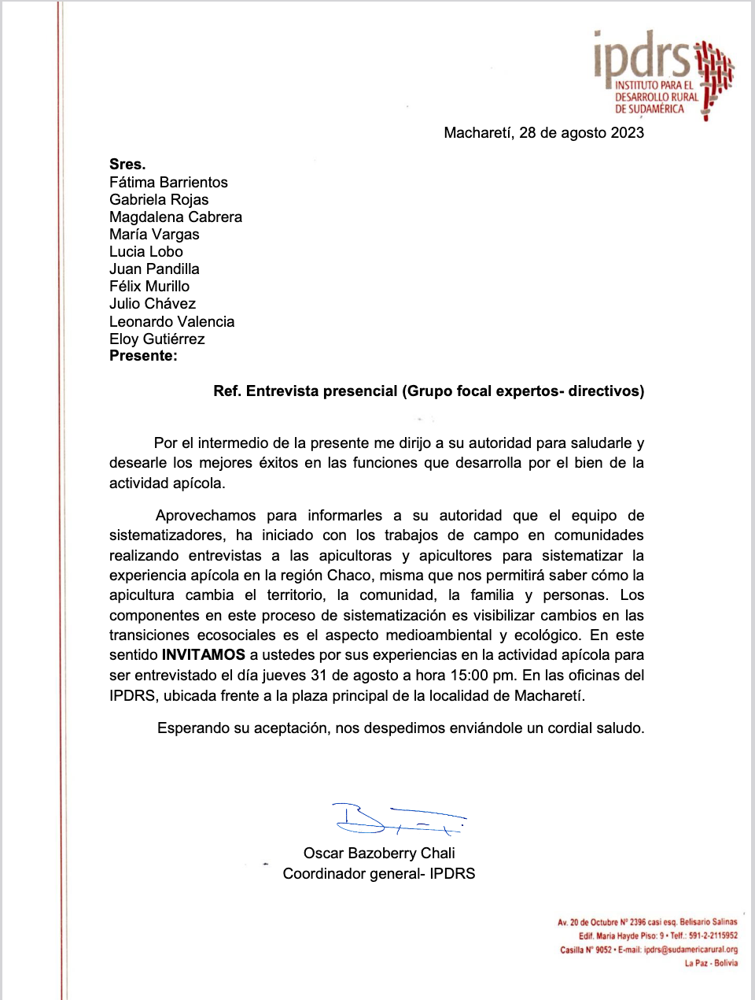 ipdrs
INSTITUTO PARA EL
DESARROLLO RURAL
DE SUDAMÉRICA
Macharetí, 28 de agosto 2023
Sres.
Fátima Barrientos
Gabriela Rojas
Magdalena Cabrera
María Vargas
Lucia Lobo
Juan Pandilla
Félix Murillo
Julio Chávez
Leonardo Valencia
Eloy Gutiérrez
Presente:
Ref. Entrevista presencial (Grupo focal expertos- directivos)
Por el intermedio de la presente me dirijo a su autoridad para saludarle y
desearle los mejores éxitos en las funciones que desarrolla por el bien de la
actividad apícola.
Aprovechamos para informarles a su autoridad que el equipo de
sistematizadores, ha iniciado con los trabajos de campo en comunidades
realizando entrevistas a las apicultoras y apicultores para sistematizar la
experiencia apícola en la región Chaco, misma que nos permitirá saber cómo la
apicultura cambia el territorio, la comunidad, la familia y personas. Los
componentes en este proceso de sistematización es visibilizar cambios en las
transiciones ecosociales es el aspecto medioambiental y ecológico. En este
sentido INVITAMOS a ustedes por sus experiencias en la actividad apícola para
ser entrevistado el día jueves 31 de agosto a hora 15:00 pm. En las oficinas del
IPDRS, ubicada frente a la plaza principal de la localidad de Macharetí.
Esperando su aceptación, nos despedimos enviándole un cordial saludo.
Oscar Bazoberry Chali
Coordinador general- IPDRS
Av. 20 de Octubre N° 2396 casi esq. Belisario Salinas
Edif. Maria Hayde Piso: 9 • Telf.: 591-2-2115952
Casilla N° 9052 • E-mail: ipdrs@sudamericarural.org
La Paz - Bolivia